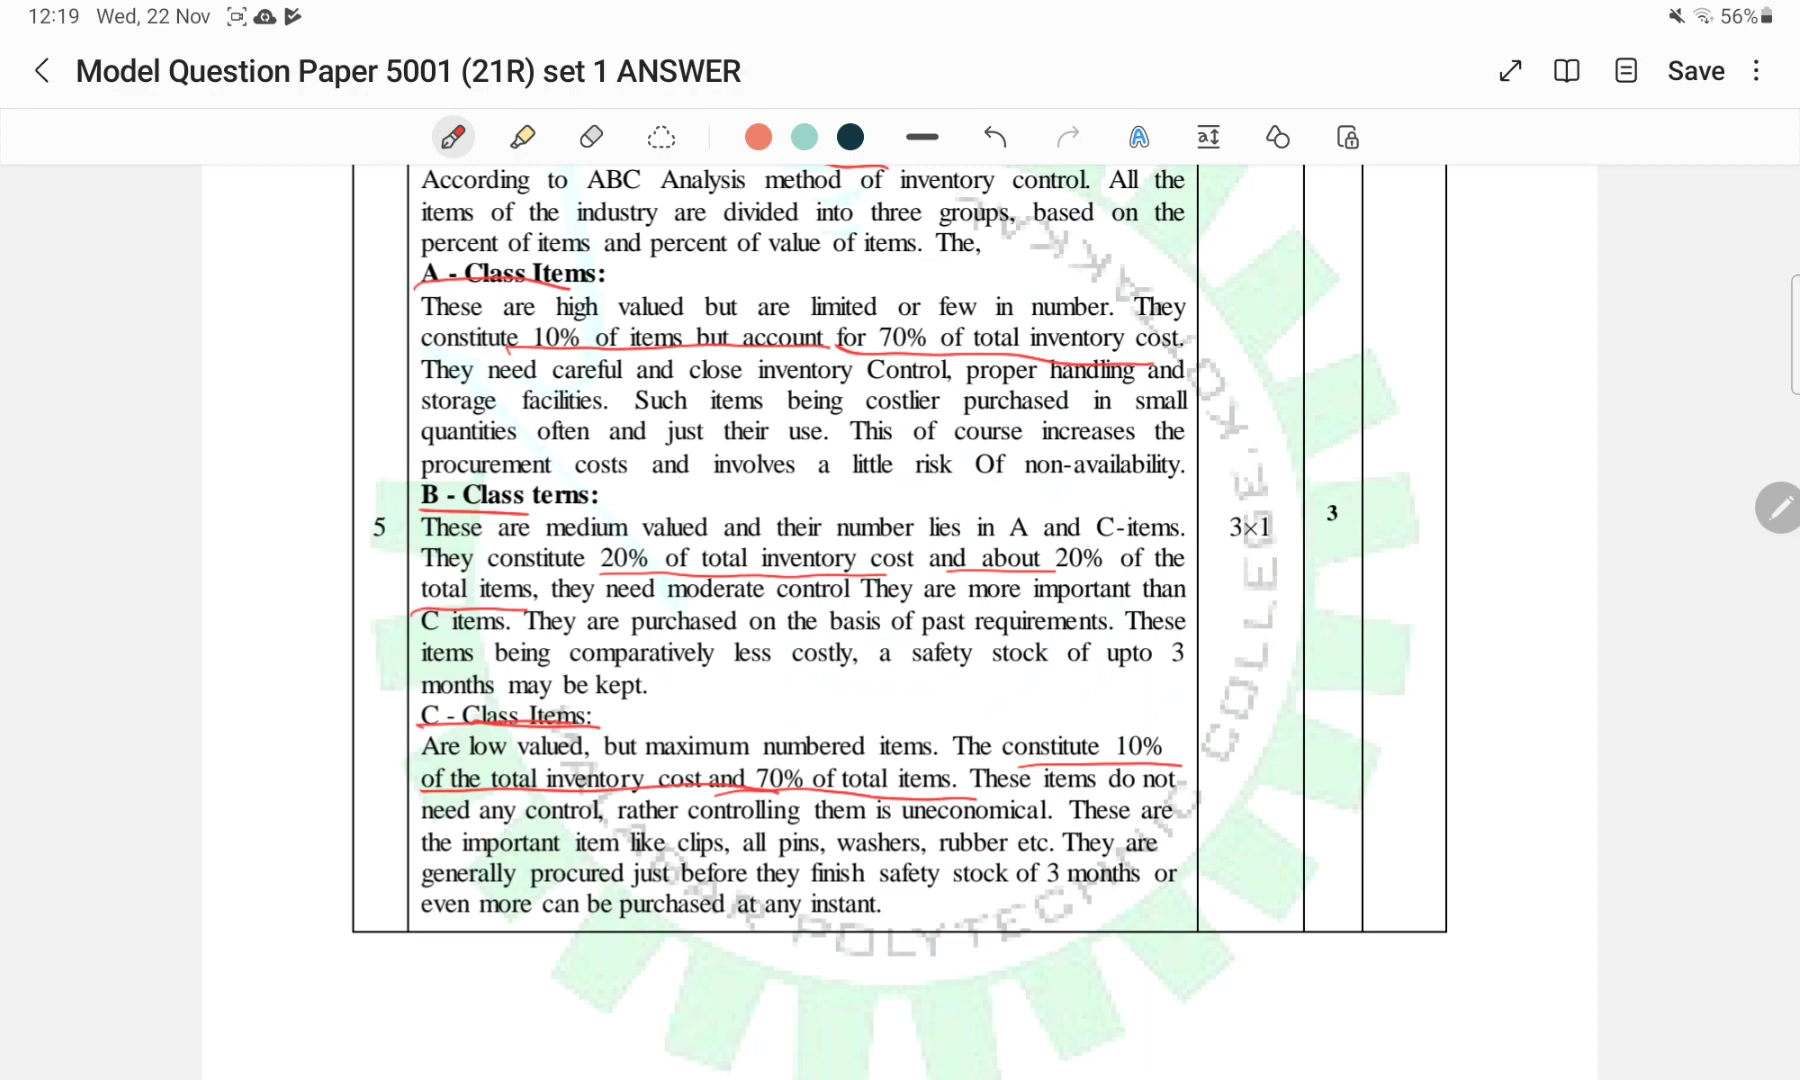 12:19 Wed, 22 Nov
56%
Model Question Paper 5001 (21R) set 1 ANSWER
Save
According to ABC Analysis method of inventory control. All the
items of the industry are divided into three groups, based on the
percent of items and percent of value of items. The,
A - Class Items:
These are high valued but are limited or few in number. They
constitute 10% of items but account for 70% of total inventory cost.
They need careful and close inventory Control, proper handling and
storage facilities. Such items being costlier purchased in small
quantities often and just their use. This of course increases the
procurement costs and involves a little risk Of non-availability.
B - Class terns:
5 These are medium valued and their number lies in A and C-items. 3×1 3
They constitute 20% of total inventory cost and about 20% of the
total items, they need moderate control They are more important than
C items. They are purchased on the basis of past requirements. These
items being comparatively less costly, a safety stock of upto 3
months may be kept.
C - Class Items:
Are low valued, but maximum numbered items. The constitute 10%
of the total inventory cost and 70% of total items. These items do not
need any control, rather controlling them is uneconomical. These are
the important item like clips, all pins, washers, rubber etc. They are
generally procured just before they finish safety stock of 3 months or
even more can be purchased at any instant.
POLYTECHNIC COLLEGE